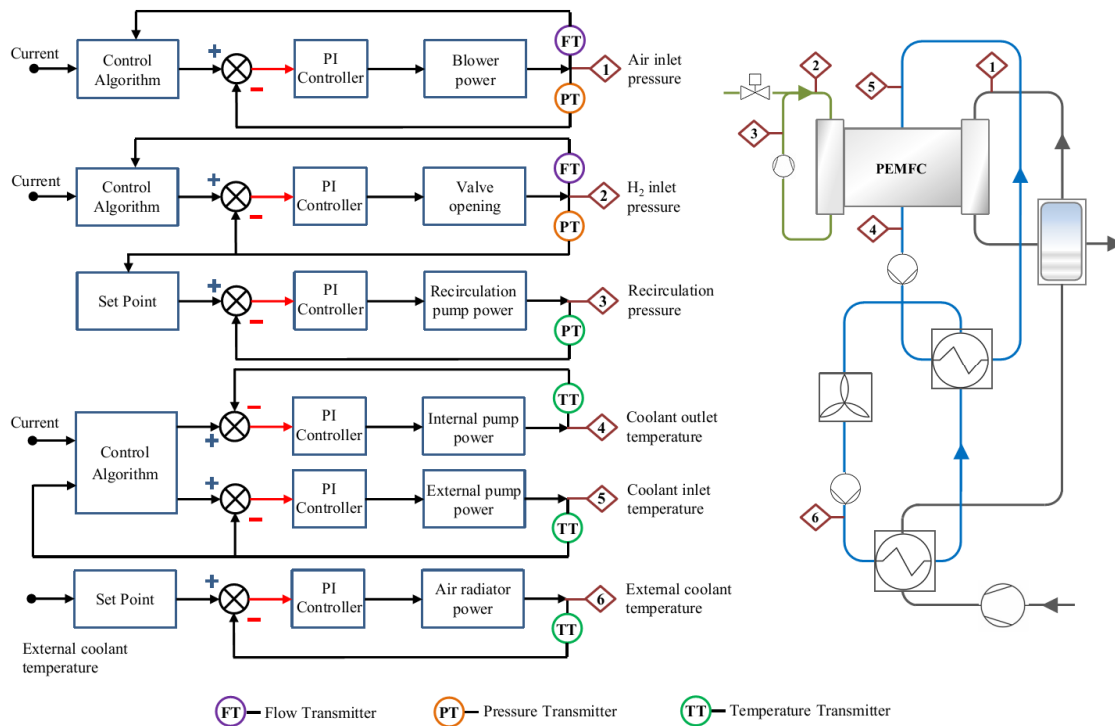 Current
Control
Algorithm
+
−
PI
Controller
Blower
power
FT
1
PT
Air inlet
pressure
Current
Control
Algorithm
+
−
PI
Controller
Valve
opening
FT
2
PT
H₂ inlet
pressure
Set Point
+
−
PI
Controller
Recirculation
pump power
3
PT
Recirculation
pressure
Current
Control
Algorithm
−
+
PI
Controller
Internal pump
power
TT
4
Coolant outlet
temperature
+
−
PI
Controller
External pump
power
5
TT
Coolant inlet
temperature
External coolant
temperature
Set Point
+
−
PI
Controller
Air radiator
power
6
TT
External coolant
temperature
2
1
5
3
PEMFC
4
6
FT Flow Transmitter
PT Pressure Transmitter
TT Temperature Transmitter